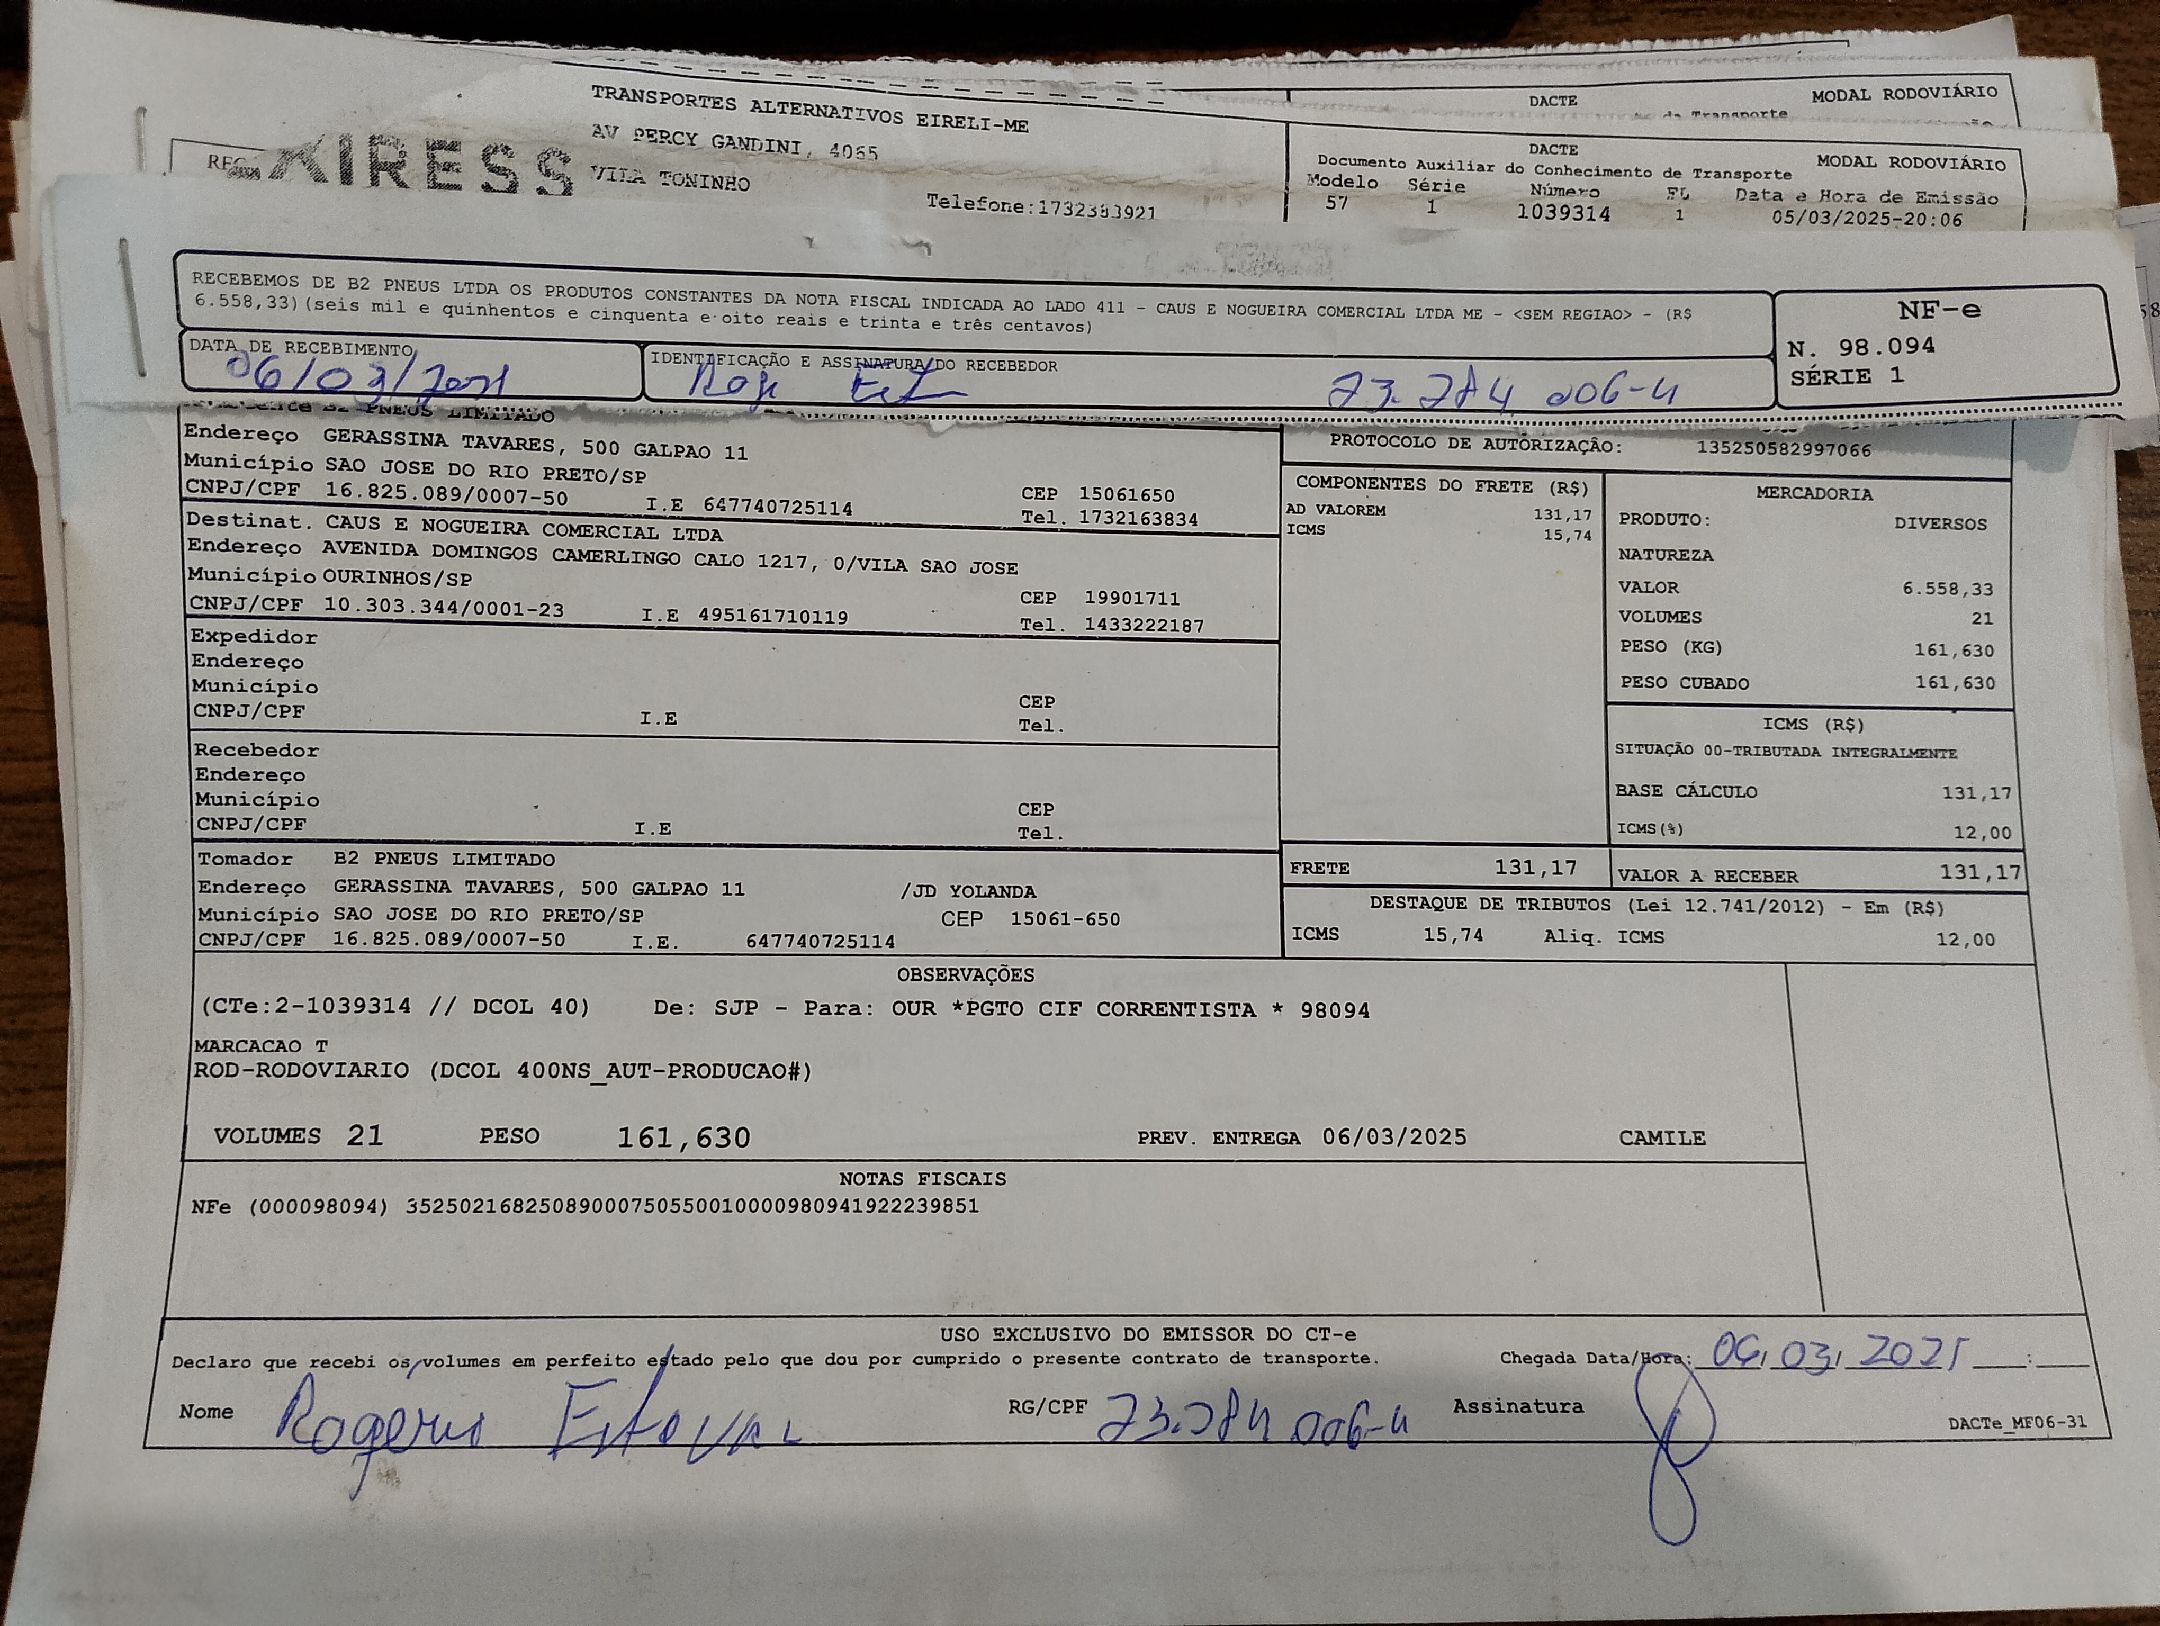 DACTE
MODAL RODOVIÁRIO
TRANSPORTES ALTERNATIVOS EIRELI-ME
AV PERCY GANDINI, 4065
VILA TONINHO
Telefone:1732383921
DACTE
MODAL RODOVIÁRIO
Documento Auxiliar do Conhecimento de Transporte
Modelo Série Número FL Data e Hora de Emissão
57 1 1039314 1 05/03/2025-20:06
RECEBEMOS DE B2 PNEUS LTDA OS PRODUTOS CONSTANTES DA NOTA FISCAL INDICADA AO LADO 411 - CAUS E NOGUEIRA COMERCIAL LTDA ME - <SEM REGIAO> - (R$
6.558,33)(seis mil e quinhentos e cinquenta e oito reais e trinta e três centavos)
NF-e
N. 98.094
SÉRIE 1
DATA DE RECEBIMENTO
IDENTIFICAÇÃO E ASSINATURA DO RECEBEDOR
B2 PNEUS LIMITADO
Endereço GERASSINA TAVARES, 500 GALPAO 11
Município SAO JOSE DO RIO PRETO/SP
CNPJ/CPF 16.825.089/0007-50 I.E 647740725114
CEP 15061650
Tel. 1732163834
Destinat. CAUS E NOGUEIRA COMERCIAL LTDA
Endereço AVENIDA DOMINGOS CAMERLINGO CALO 1217, 0/VILA SAO JOSE
Município OURINHOS/SP
CNPJ/CPF 10.303.344/0001-23 I.E 495161710119
CEP 19901711
Tel. 1433222187
Expedidor
Endereço
Município
CNPJ/CPF I.E
CEP
Tel.
Recebedor
Endereço
Município
CNPJ/CPF I.E
CEP
Tel.
Tomador B2 PNEUS LIMITADO
Endereço GERASSINA TAVARES, 500 GALPAO 11 /JD YOLANDA
Município SAO JOSE DO RIO PRETO/SP CEP 15061-650
CNPJ/CPF 16.825.089/0007-50 I.E. 647740725114
PROTOCOLO DE AUTORIZAÇÃO: 135250582997066
COMPONENTES DO FRETE (R$)
AD VALOREM 131,17
ICMS 15,74
MERCADORIA
PRODUTO: DIVERSOS
NATUREZA
VALOR 6.558,33
VOLUMES 21
PESO (KG) 161,630
PESO CUBADO 161,630
ICMS (R$)
SITUAÇÃO 00-TRIBUTADA INTEGRALMENTE
BASE CÁLCULO 131,17
ICMS(%) 12,00
FRETE 131,17
VALOR A RECEBER 131,17
DESTAQUE DE TRIBUTOS (Lei 12.741/2012) - Em (R$)
ICMS 15,74 Aliq. ICMS 12,00
OBSERVAÇÕES
(CTe:2-1039314 // DCOL 40) De: SJP - Para: OUR *PGTO CIF CORRENTISTA * 98094
MARCACAO T
ROD-RODOVIARIO (DCOL 400NS_AUT-PRODUCAO#)
VOLUMES 21 PESO 161,630 PREV. ENTREGA 06/03/2025 CAMILE
NOTAS FISCAIS
NFe (000098094) 35250216825089000750550010000980941922239851
USO EXCLUSIVO DO EMISSOR DO CT-e
Declaro que recebi os volumes em perfeito estado pelo que dou por cumprido o presente contrato de transporte. Chegada Data/Hora: 06/03/2025
Nome Rogerio RG/CPF 23.284 006-4 Assinatura
DACTe_MF06-31